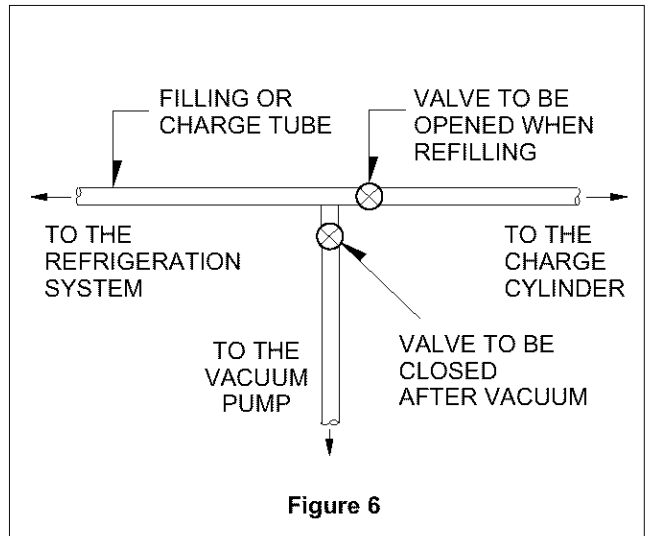 FILLING OR
CHARGE TUBE
VALVE TO BE
OPENED WHEN
REFILLING
TO THE
REFRIGERATION
SYSTEM
TO THE
CHARGE
CYLINDER
TO THE
VACUUM
PUMP
VALVE TO BE
CLOSED
AFTER VACUUM
Figure 6